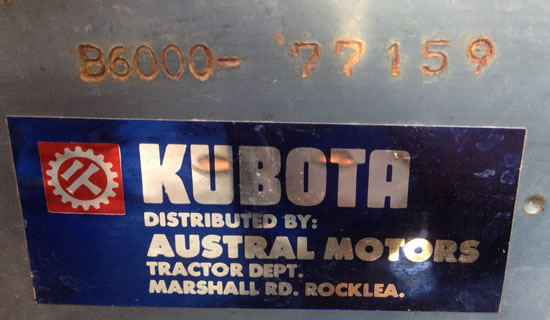 B6000- 77159
KUBOTA
DISTRIBUTED BY:
AUSTRAL MOTORS
TRACTOR DEPT.
MARSHALL RD. ROCKLEA.